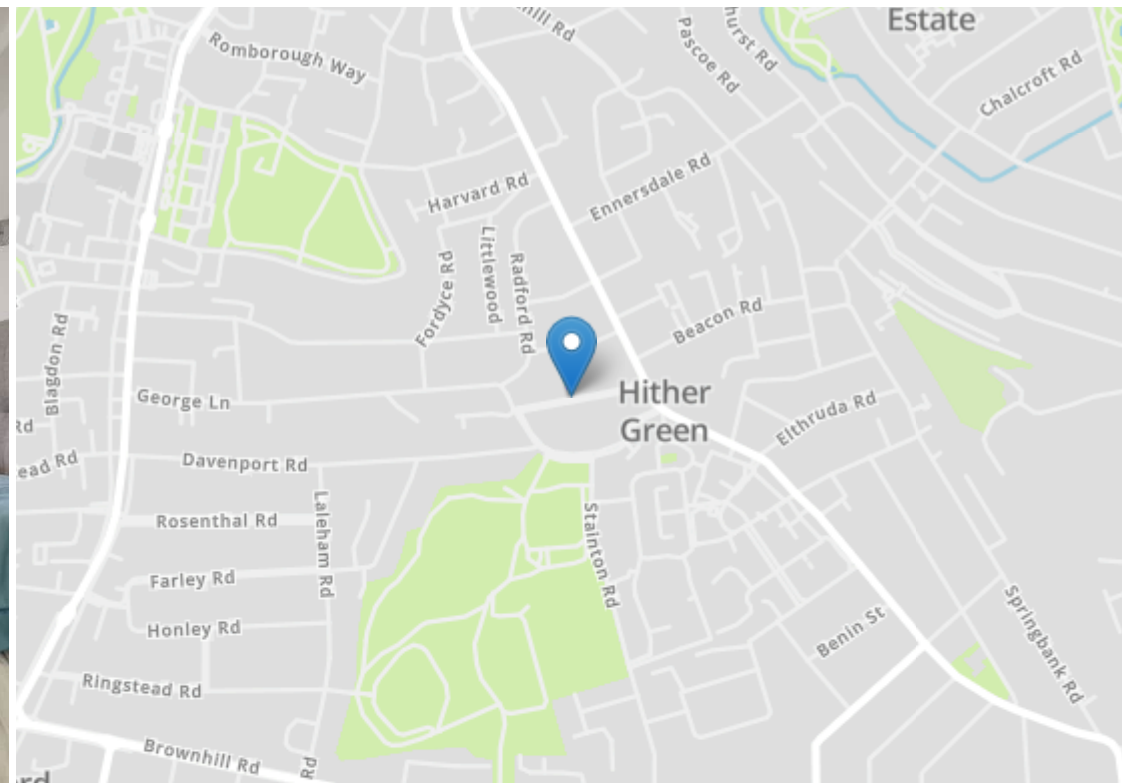 Estate
Romborough Way
Pascoe Rd
Chalcroft Rd
Harvard Rd
Ennersdale Rd
Littlewood
Radford Rd
Fordyce Rd
Beacon Rd
Blagdon Rd
George Ln
Hither
Green
Elthruda Rd
Davenport Rd
Laleham Rd
Rosenthal Rd
Stainton Rd
Farley Rd
Springbank Rd
Honley Rd
Benin St
Ringstead Rd
Brownhill Rd
Rd